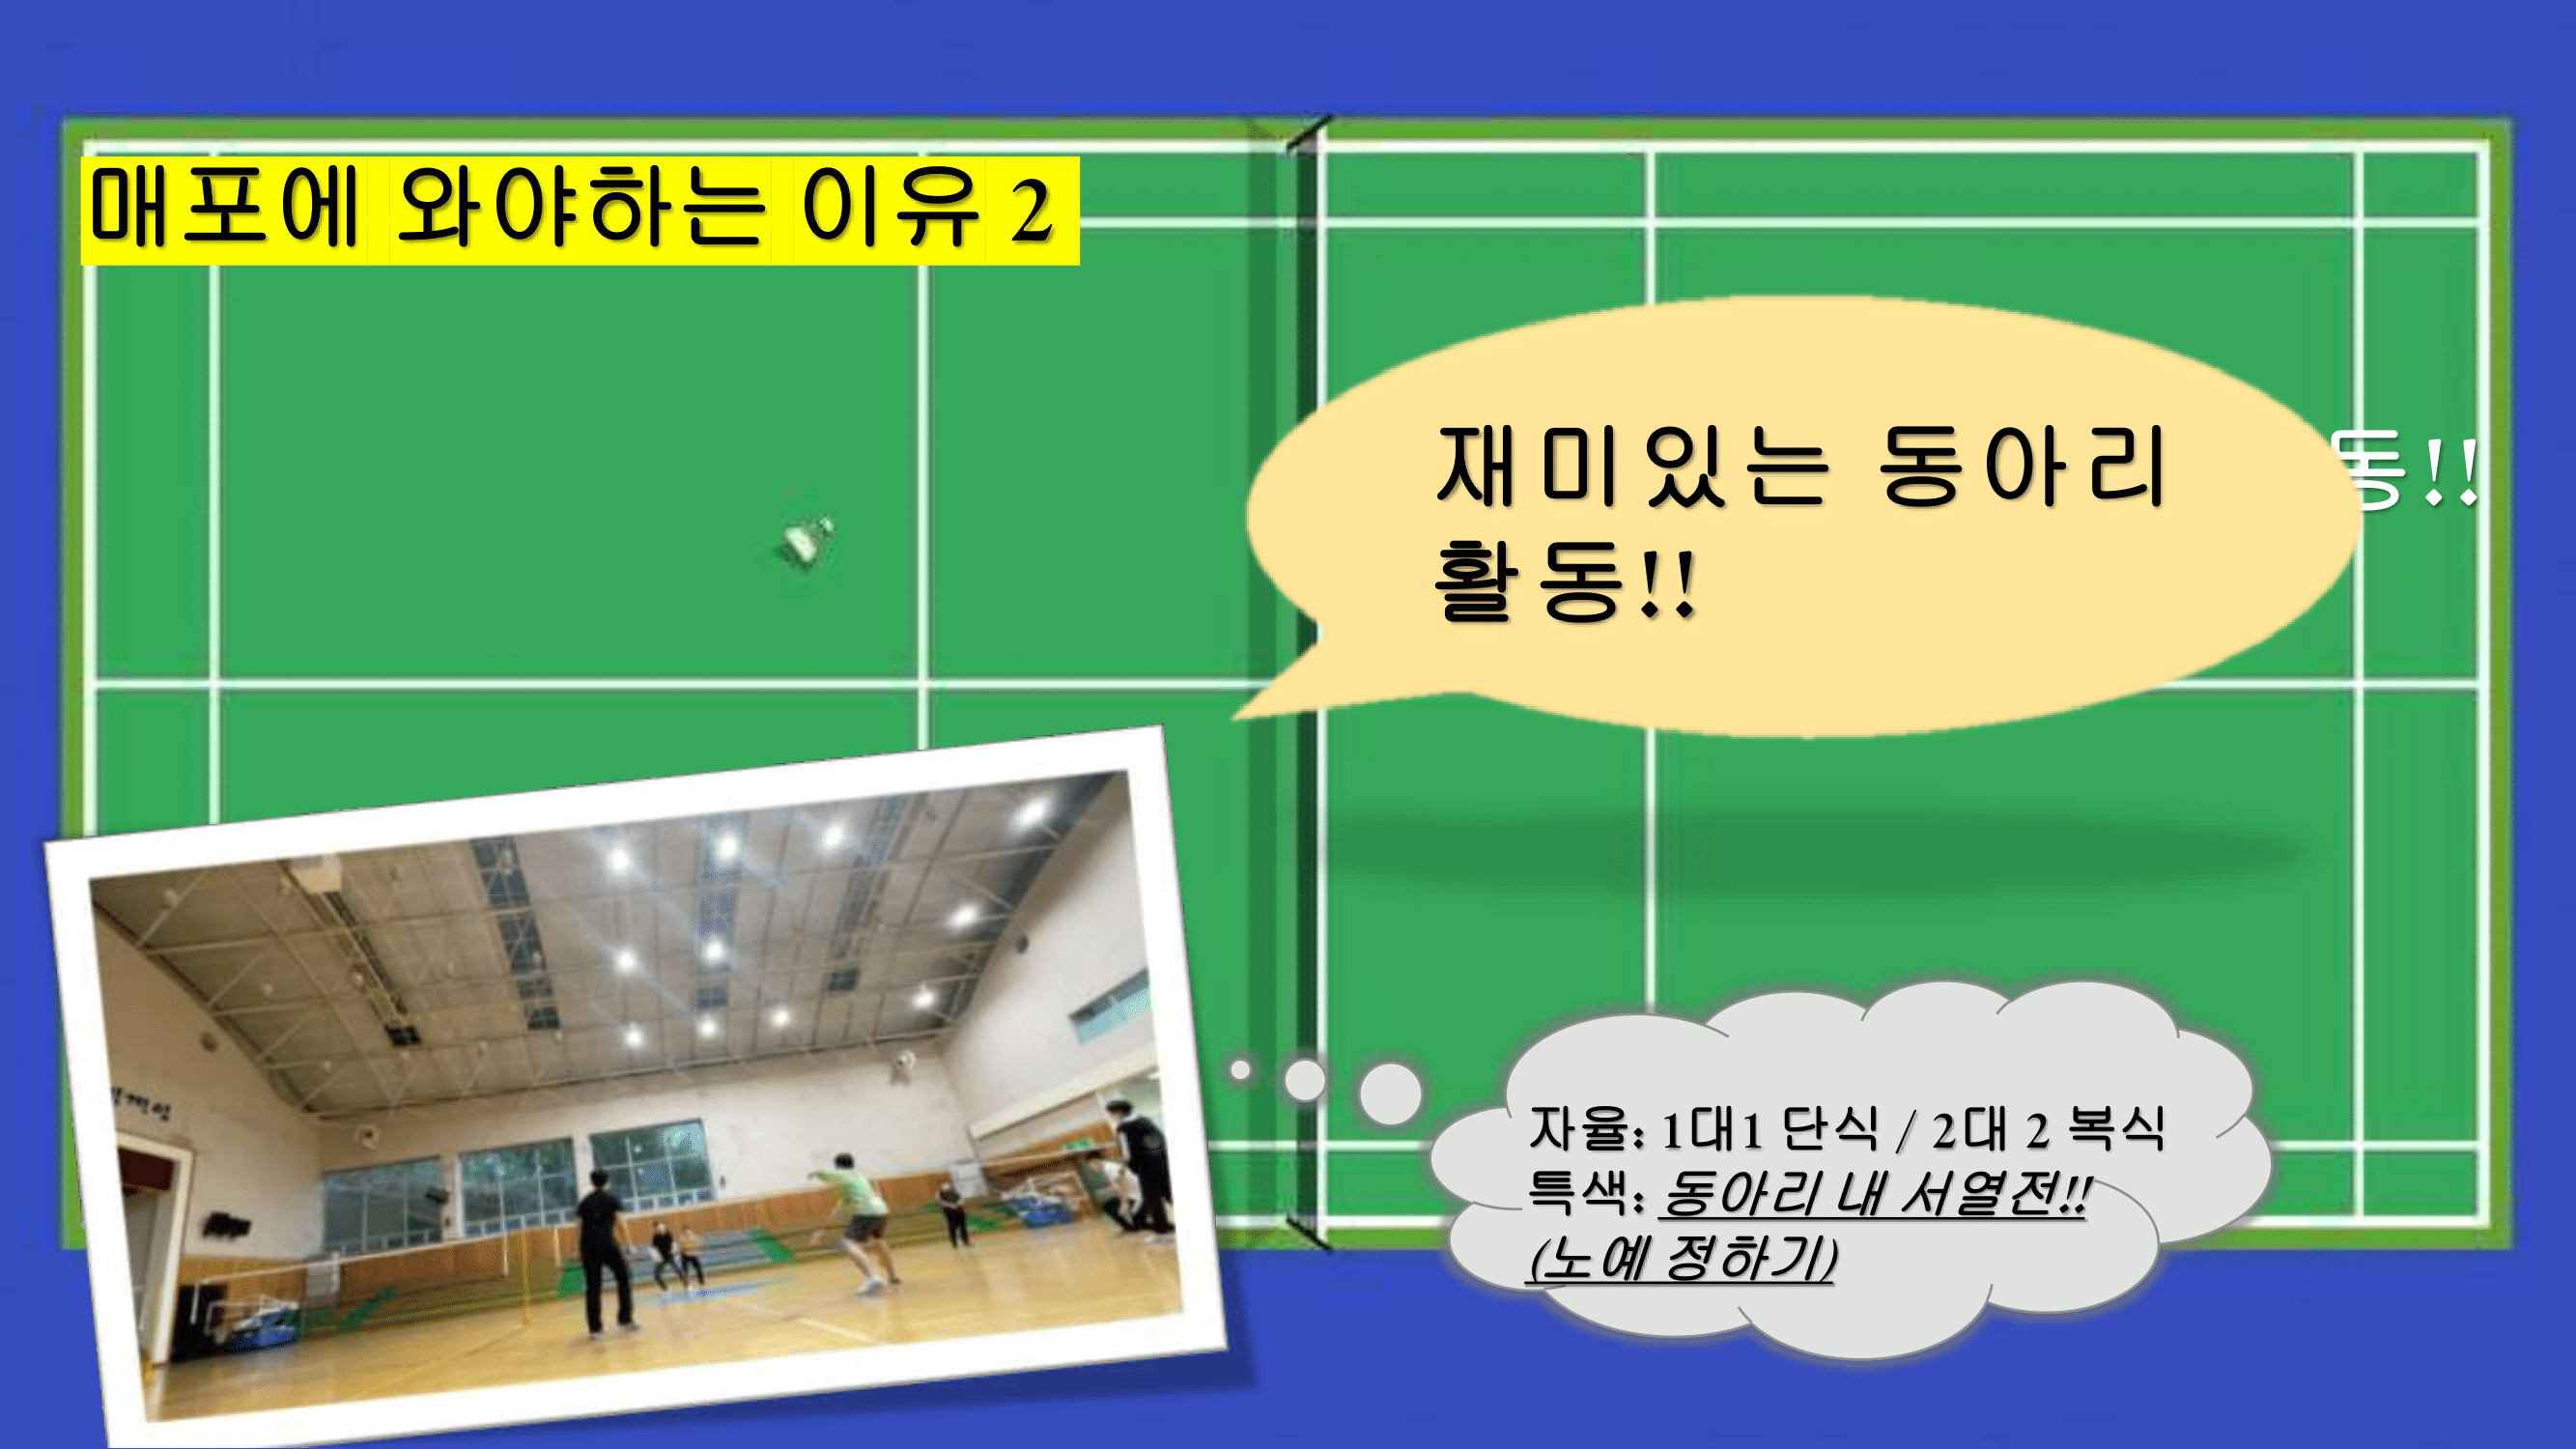 매포에 와야하는 이유 2
재미있는 동아리
활동!!
동!!
자율: 1대1 단식 / 2대 2 복식
특색: 동아리 내 서열전!!
(노예 정하기)